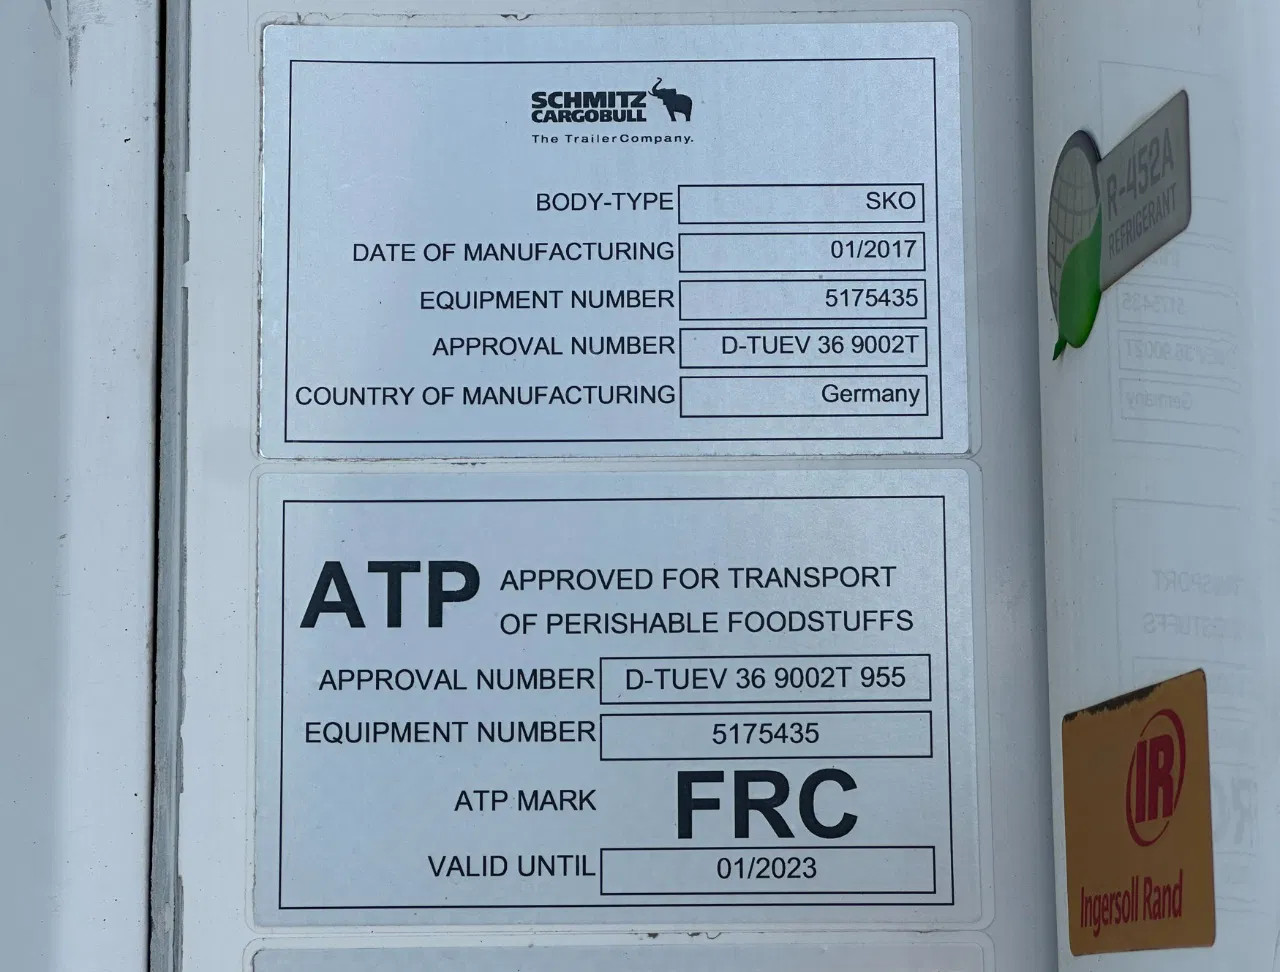 SCHMITZ
CARGOBULL
The Trailer Company.
BODY-TYPE SKO
DATE OF MANUFACTURING 01/2017
EQUIPMENT NUMBER 5175435
APPROVAL NUMBER D-TUEV 36 9002T
COUNTRY OF MANUFACTURING Germany
ATP APPROVED FOR TRANSPORT
OF PERISHABLE FOODSTUFFS
APPROVAL NUMBER D-TUEV 36 9002T 955
EQUIPMENT NUMBER 5175435
ATP MARK FRC
VALID UNTIL 01/2023
R-452A
REFRIGERANT
IR
Ingersoll Rand